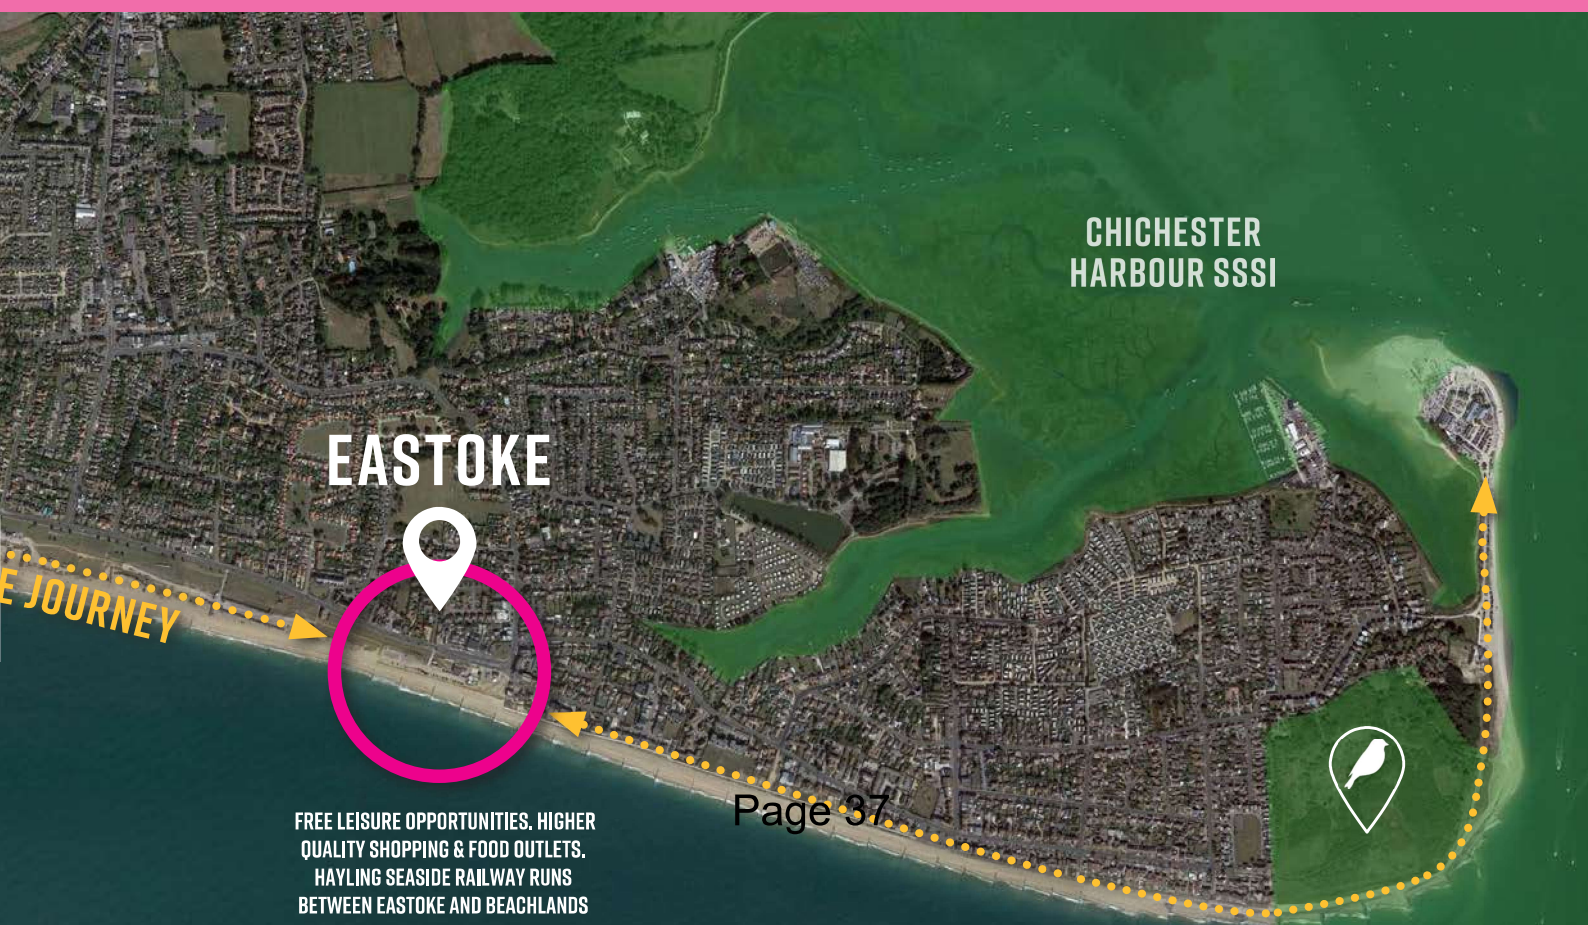 CHICHESTER
HARBOUR SSSI
EASTOKE
E JOURNEY
Page 37
FREE LEISURE OPPORTUNITIES. HIGHER
QUALITY SHOPPING & FOOD OUTLETS.
HAYLING SEASIDE RAILWAY RUNS
BETWEEN EASTOKE AND BEACHLANDS